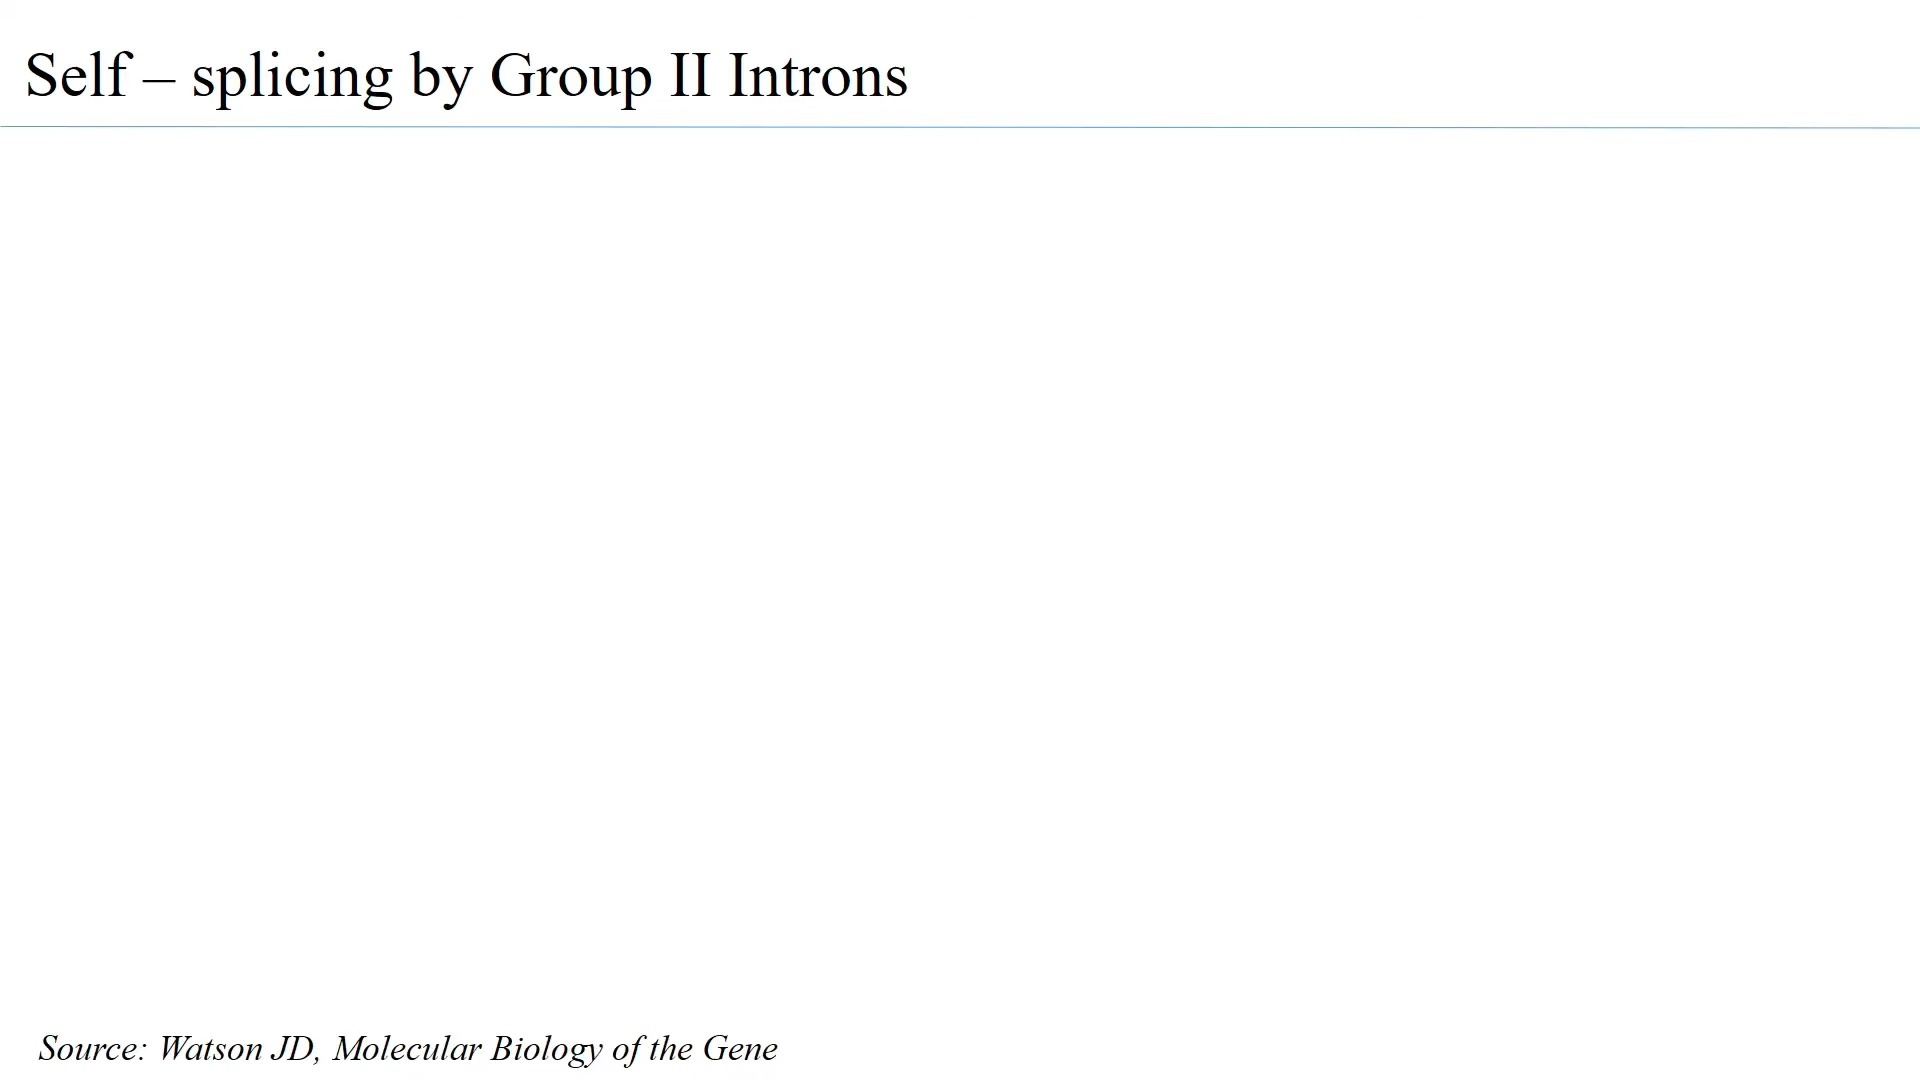 Self – splicing by Group II Introns
Source: Watson JD, Molecular Biology of the Gene